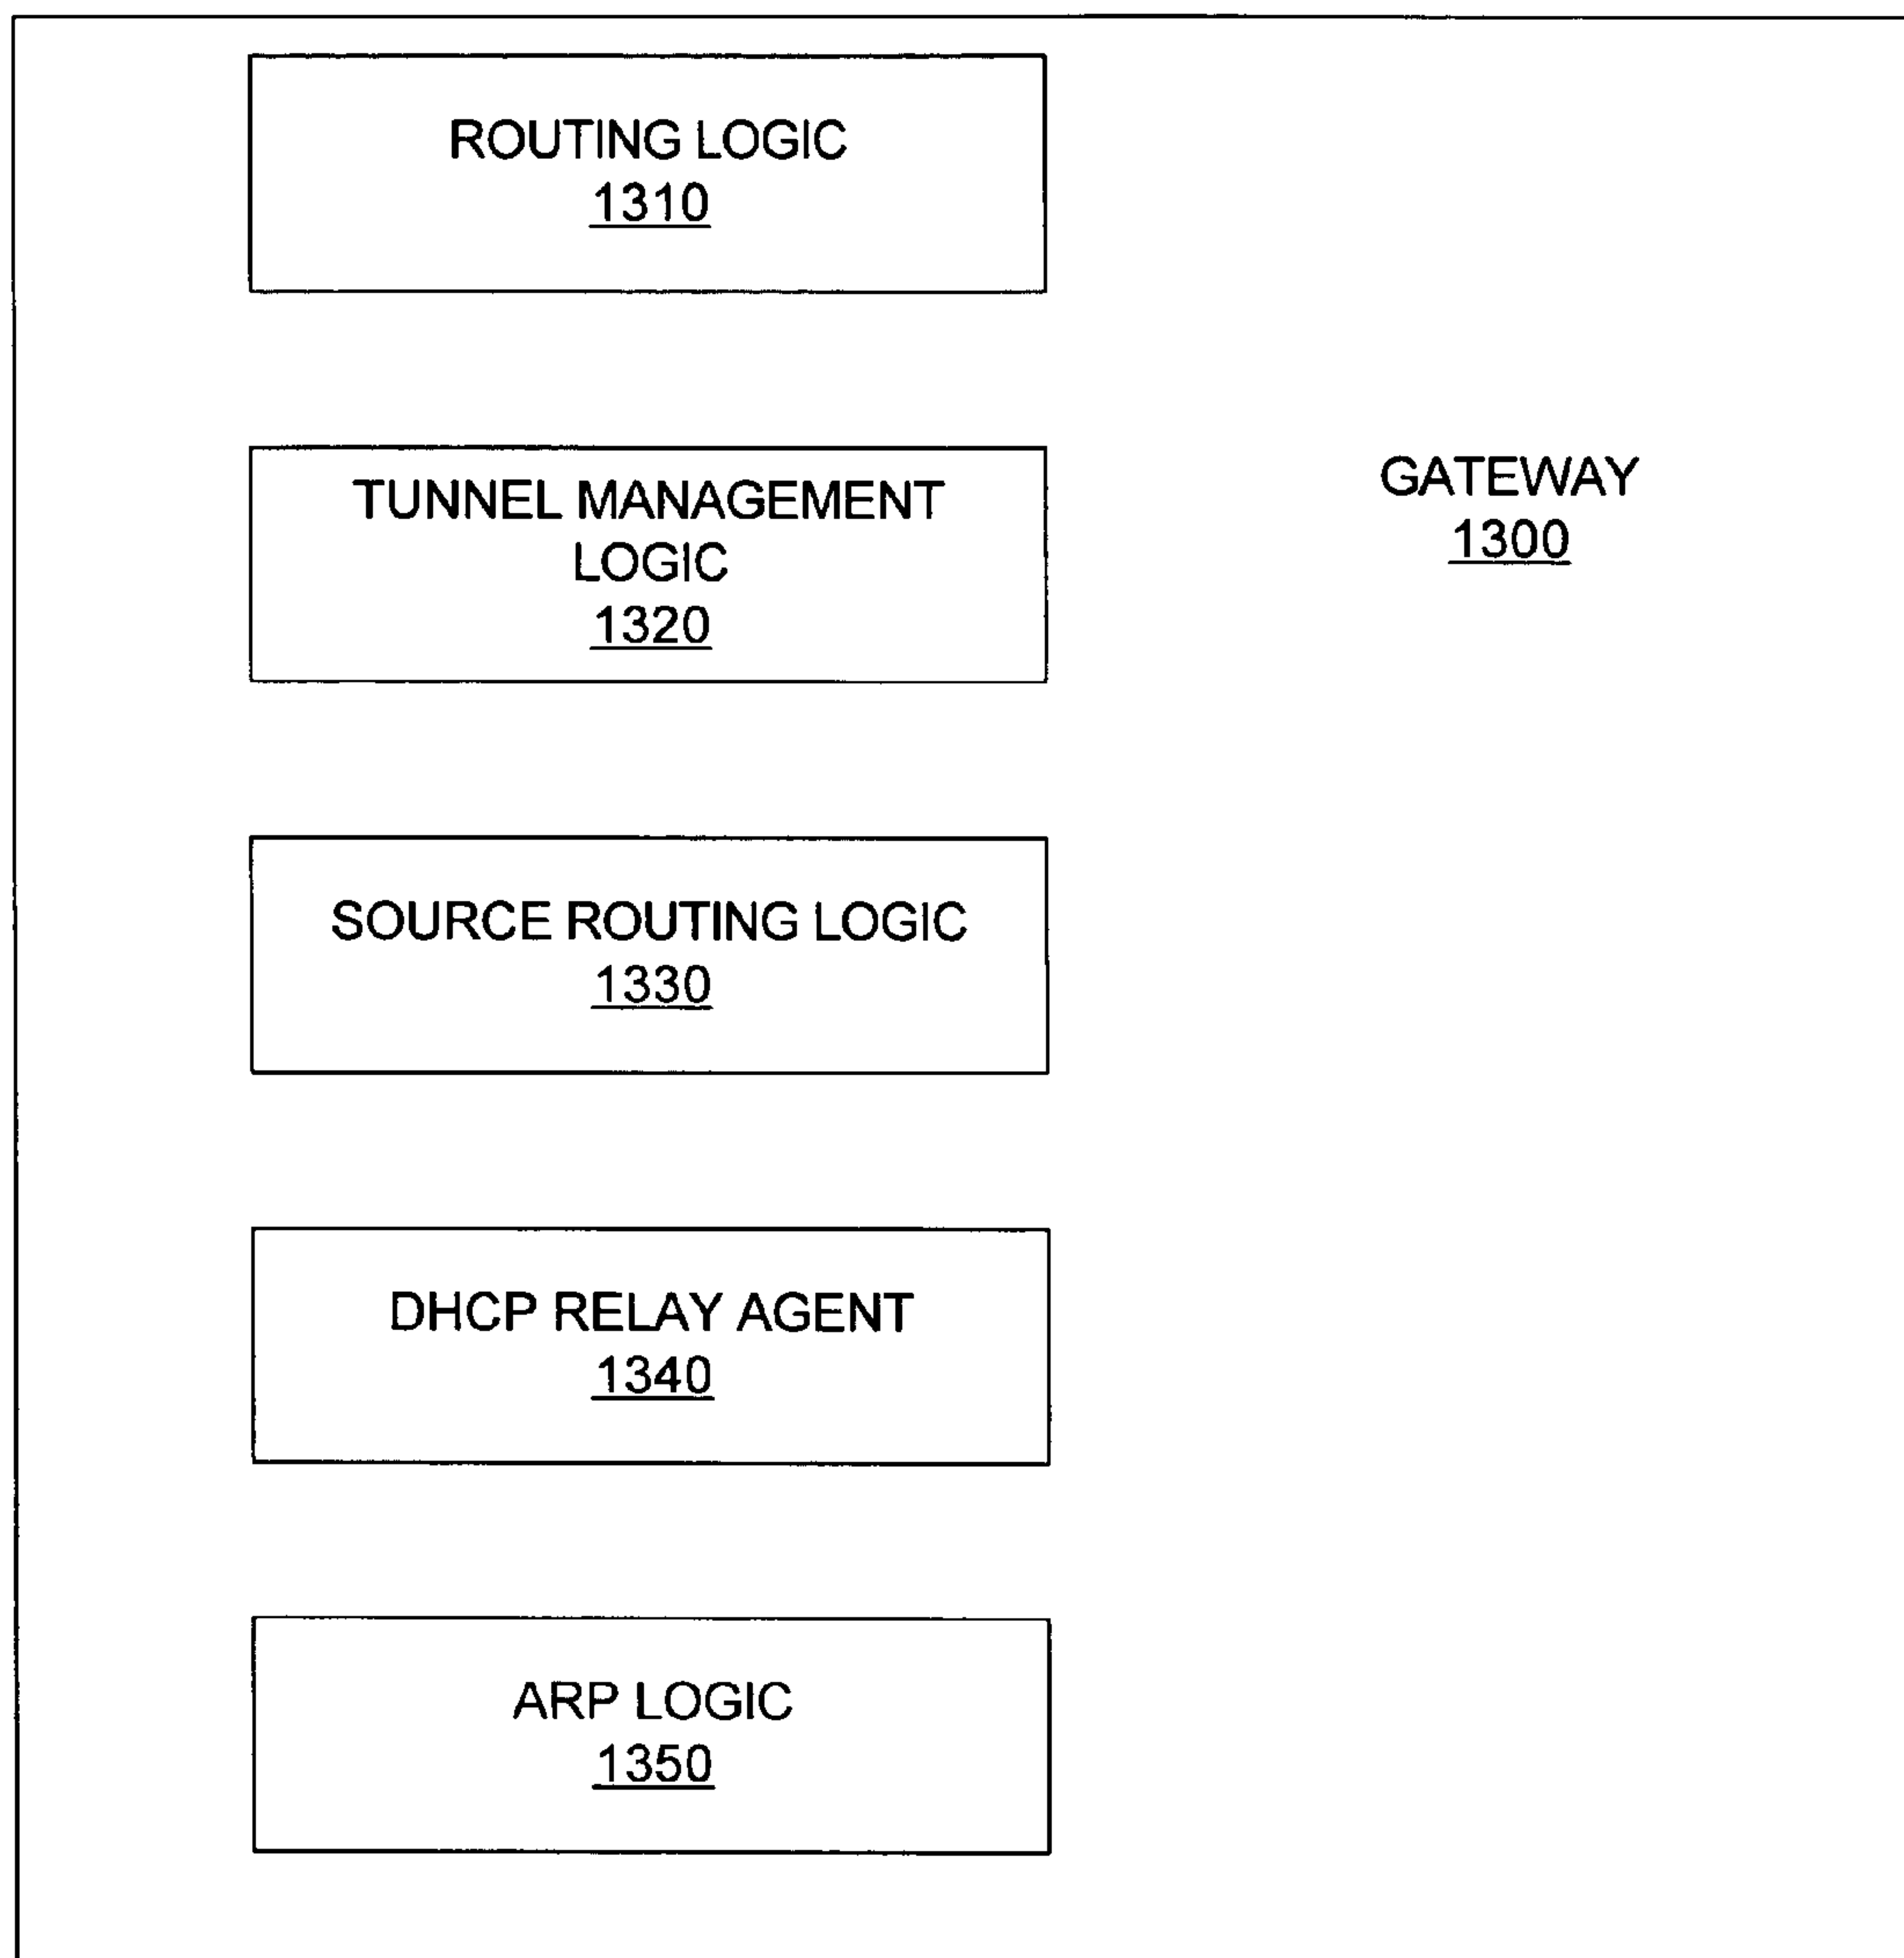 ROUTING LOGIC
1310
TUNNEL MANAGEMENT
LOGIC
1320
GATEWAY
1300
SOURCE ROUTING LOGIC
1330
DHCP RELAY AGENT
1340
ARP LOGIC
1350